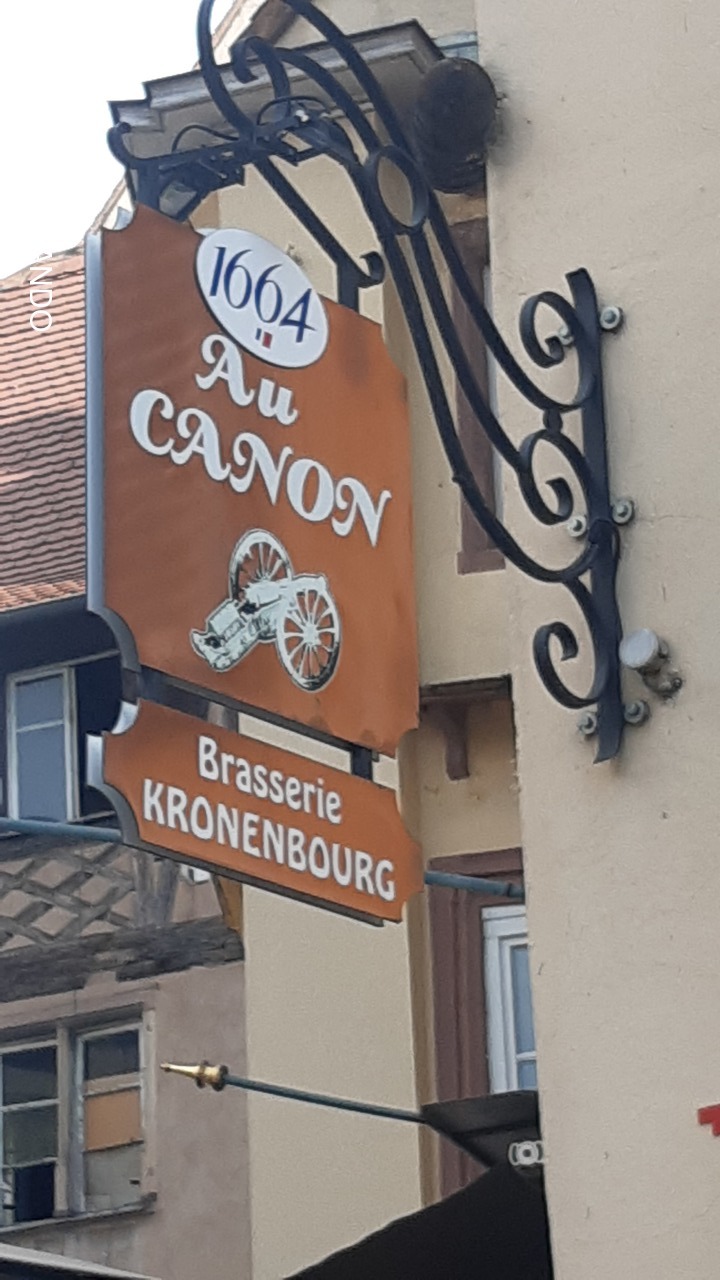 1664
Au
CANON
Brasserie
KRONENBOURG